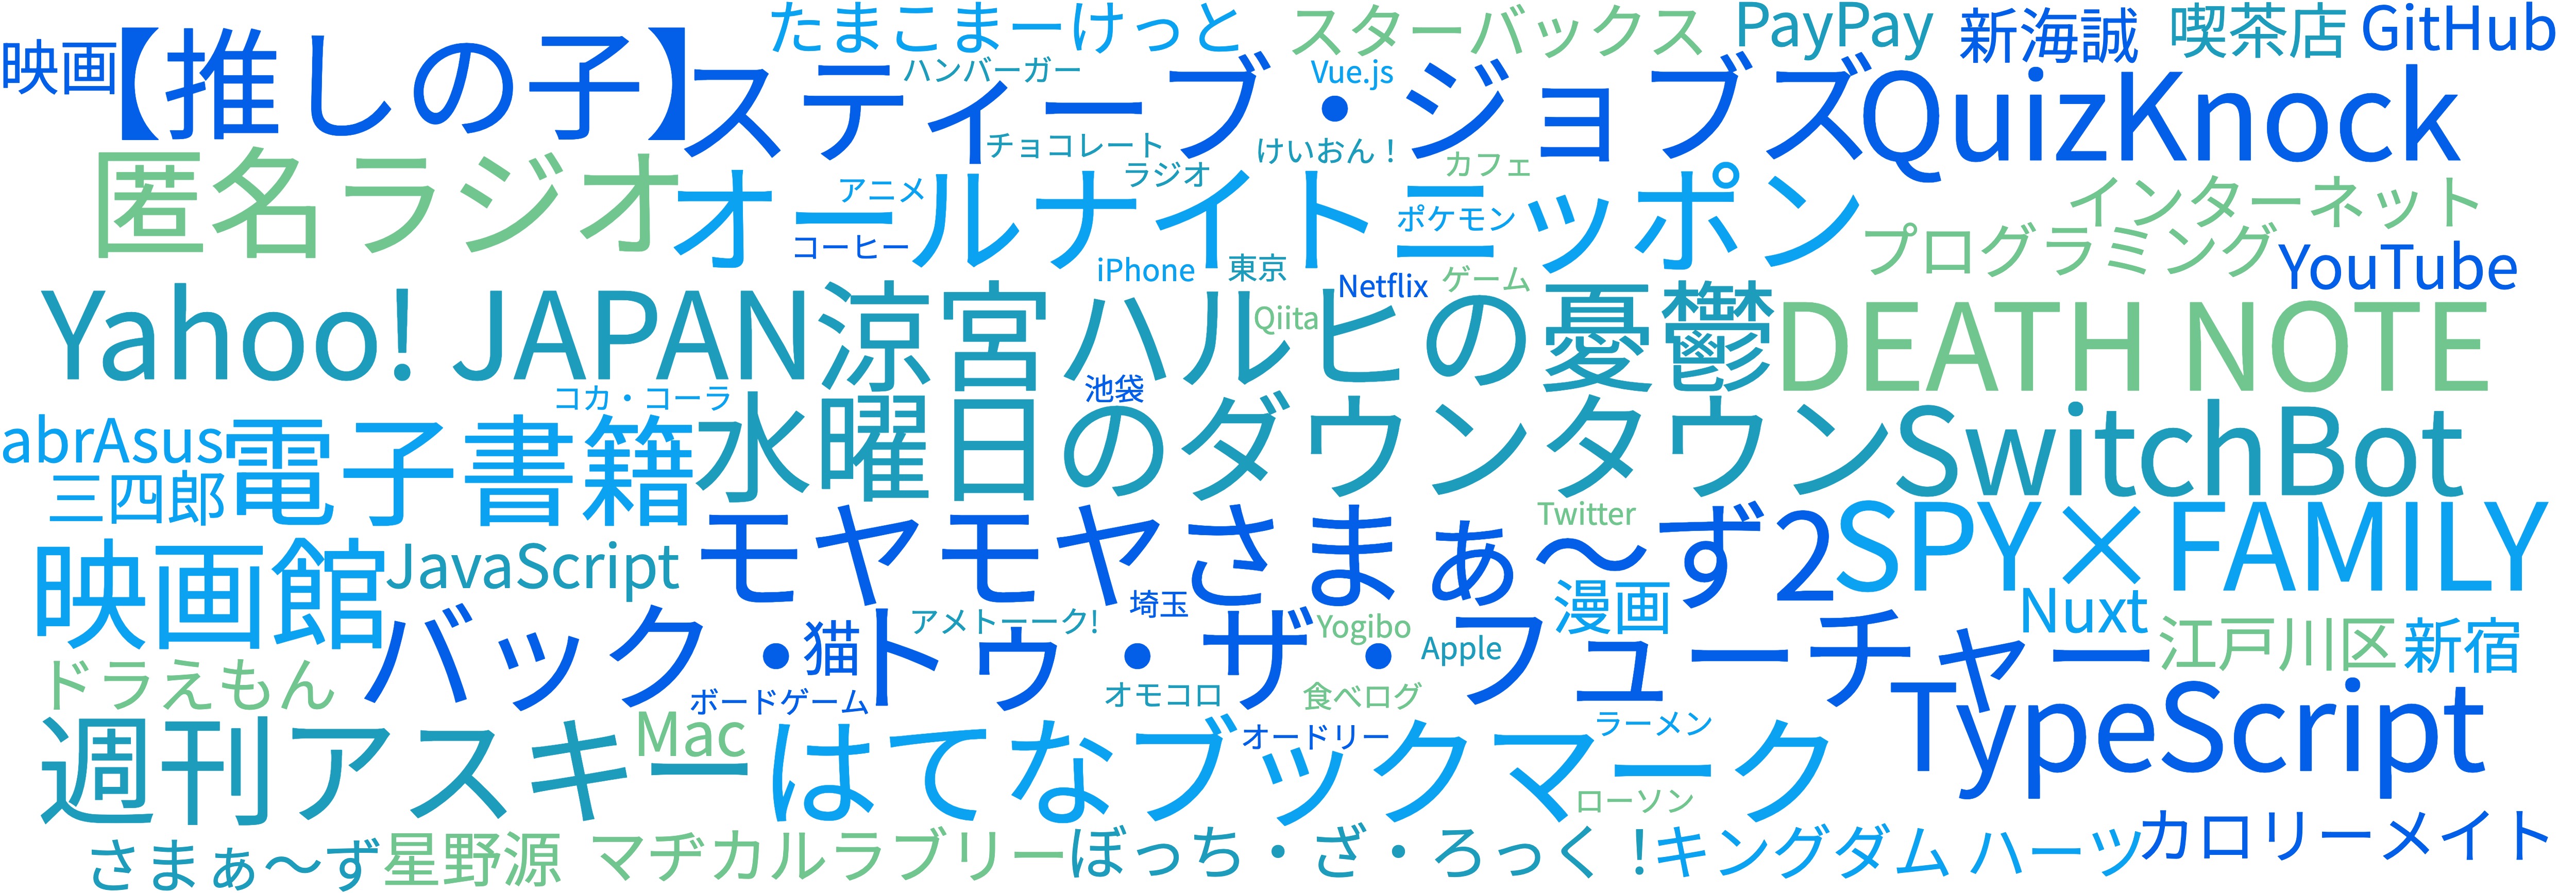 たまこまーけっと
スターバックス
PayPay
新海誠
喫茶店
GitHub
映画
【推しの子】
ハンバーガー
Vue.js
スティーブ・ジョブズ
QuizKnock
チョコレート
けいおん！
カフェ
匿名ラジオ
ラジオ
アニメ
オールナイトニッポン
ポケモン
インターネット
コーヒー
プログラミング
YouTube
iPhone
東京
Netflix
ゲーム
Yahoo! JAPAN
涼宮ハルヒの憂鬱
Qiita
DEATH NOTE
コカ・コーラ
池袋
abrAsus
電子書籍
水曜日のダウンタウン
SwitchBot
三四郎
モヤモヤさまぁ〜ず2
Twitter
SPY×FAMILY
映画館
JavaScript
漫画
Nuxt
アメトーーク!
埼玉
Yogibo
Apple
江戸川区
新宿
バック・トゥ・ザ・フューチャー
猫
ドラえもん
ボードゲーム
オモコロ
食べログ
TypeScript
週刊アスキー
Mac
はてなブックマーク
オードリー
ラーメン
ローソン
さまぁ〜ず
星野源
マヂカルラブリー
ぼっち・ざ・ろっく！
キングダム ハーツ
カロリーメイト